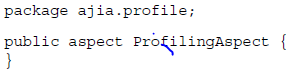 package ajia.profile;
public aspect ProfilingAspect {
}